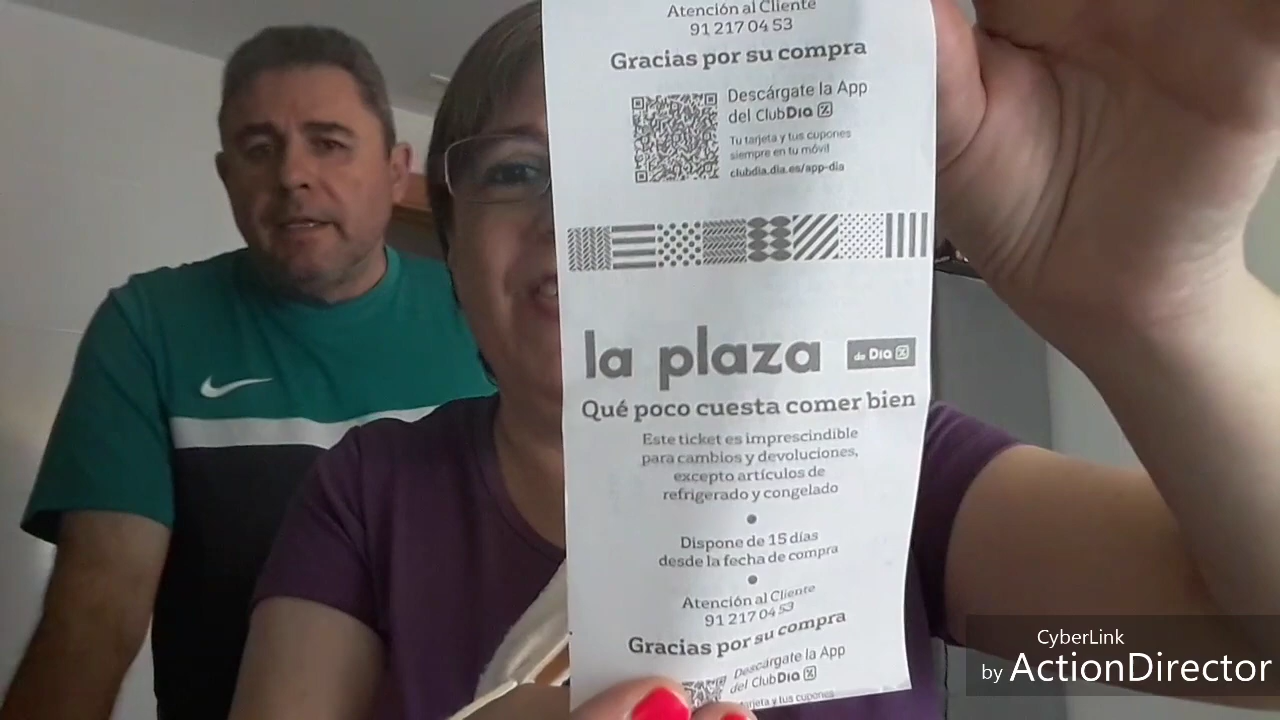 Atención al Cliente
91 217 04 53
Gracias por su compra
Descárgate la App
del ClubDia
Tu tarjeta y tus cupones
siempre en tu móvil
clubdia.dia.es/app-dia
la plaza de Dia
Qué poco cuesta comer bien
Este ticket es imprescindible
para cambios y devoluciones,
excepto artículos de
refrigerado y congelado
Dispone de 15 días
desde la fecha de compra
Atención al Cliente
91 217 04 53
Gracias por su compra
Descárgate la App
del ClubDia
tarjeta y tus cupones
CyberLink
by ActionDirector